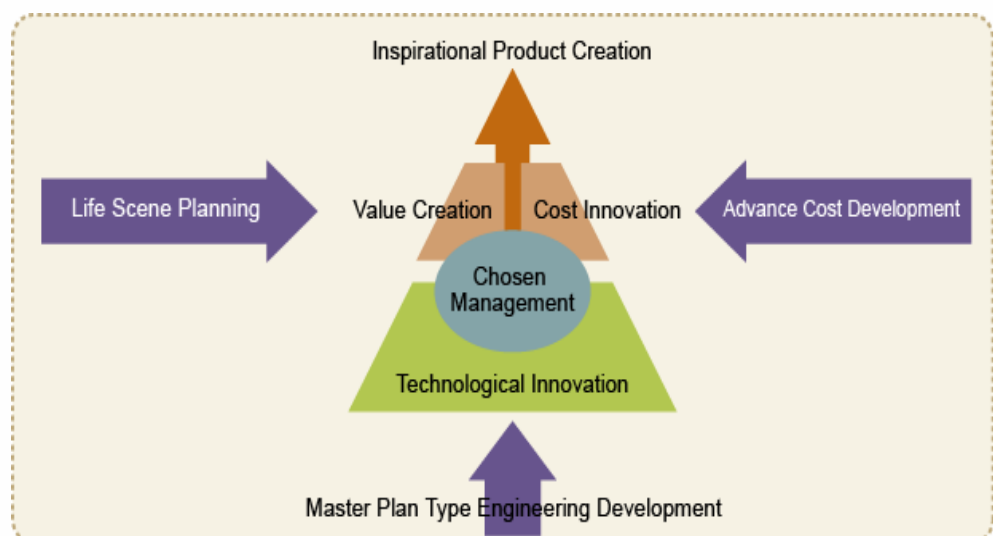 Inspirational Product Creation
Life Scene Planning
Value Creation
Cost Innovation
Advance Cost Development
Chosen
Management
Technological Innovation
Master Plan Type Engineering Development